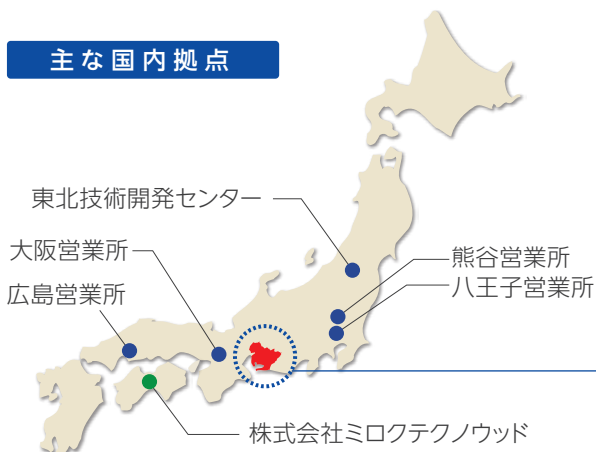 主な国内拠点
東北技術開発センター
大阪営業所
広島営業所
熊谷営業所
八王子営業所
株式会社ミロクテクノウッド